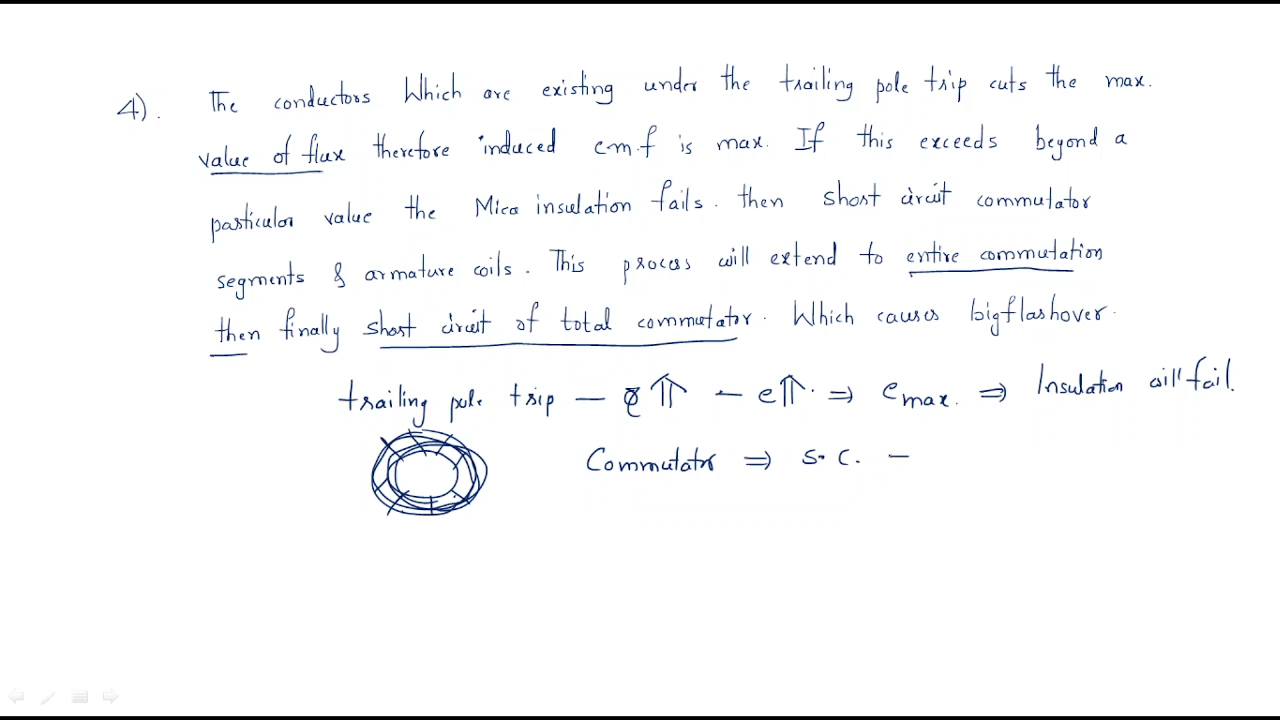 4). The conductors Which are existing under the trailing pole trip cuts the max.
value of flux therefore induced e.m.f is max. If this exceeds beyond a
particular value the Mica insulation fails. then short circuit commutator
segments & armature coils. This process will extend to entire commutation
then finally short circuit of total commutator. Which causes big flashover.
trailing pole trip — ⇑ — e⇑. ⇒ emax. ⇒ Insulation will fail.
Commutator ⇒ S.C. —